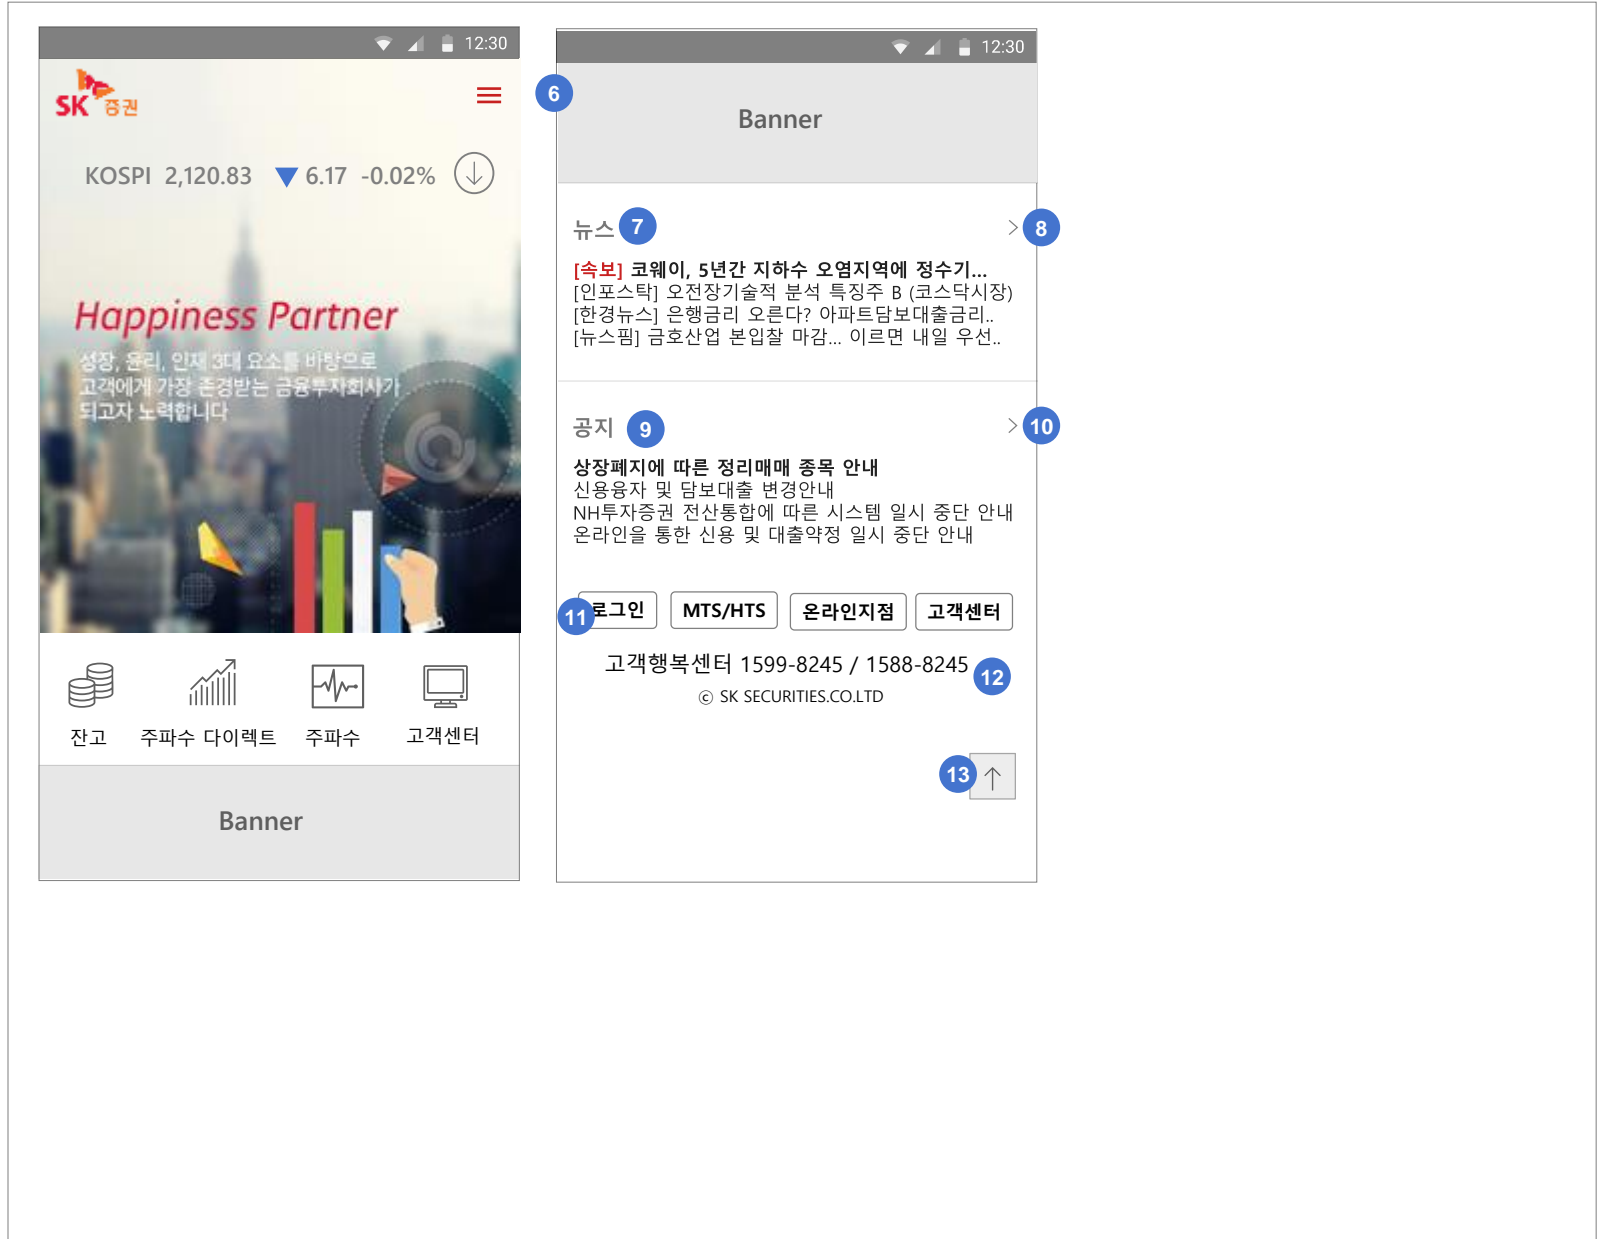 12:30
SK 증권
KOSPI 2,120.83 ▼ 6.17 -0.02%
Happiness Partner
성장, 윤리, 인재 3대 요소를 바탕으로
고객에게 가장 존경받는 금융투자회사가
되고자 노력합니다
잔고 주파수 다이렉트 주파수 고객센터
Banner
12:30
6
Banner
뉴스 7 > 8
[속보] 코웨이, 5년간 지하수 오염지역에 정수기...
[인포스탁] 오전장기술적 분석 특징주 B (코스닥시장)
[한경뉴스] 은행금리 오른다? 아파트담보대출금리..
[뉴스핌] 금호산업 본입찰 마감... 이르면 내일 우선..
공지 9 > 10
상장폐지에 따른 정리매매 종목 안내
신용융자 및 담보대출 변경안내
NH투자증권 전산통합에 따른 시스템 일시 중단 안내
온라인을 통한 신용 및 대출약정 일시 중단 안내
11 로그인 MTS/HTS 온라인지점 고객센터
고객행복센터 1599-8245 / 1588-8245 12
ⓒ SK SECURITIES.CO.LTD
13